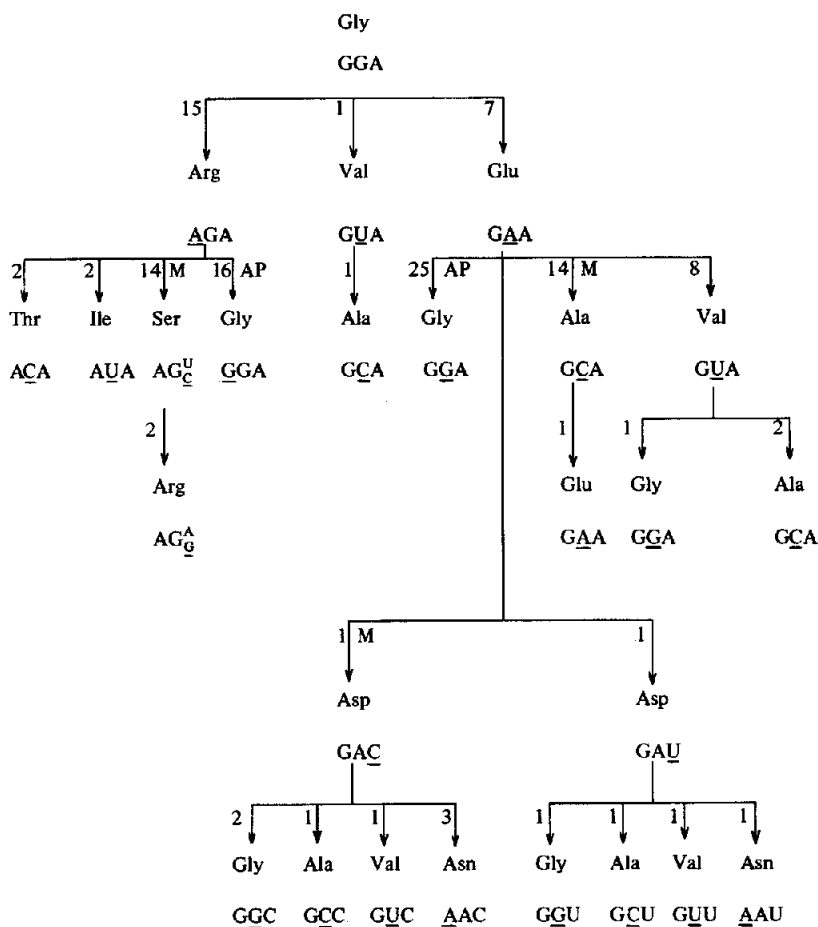 Gly
GGA
15 1 7
Arg Val Glu
AGA GUA GAA
2 2 14 M 16 AP 1 25 AP 14 M 8
Thr Ile Ser Gly Ala Gly Ala Val
ACA AUA AGUC GGA GCA GGA GCA GUA
2 1 1 2
Arg Glu Gly Ala
AGAG GAA GGA GCA
1 M 1
Asp Asp
GAC GAU
2 1 1 3 1 1 1 1
Gly Ala Val Asn Gly Ala Val Asn
GGC GCC GUC AAC GGU GCU GUU AAU